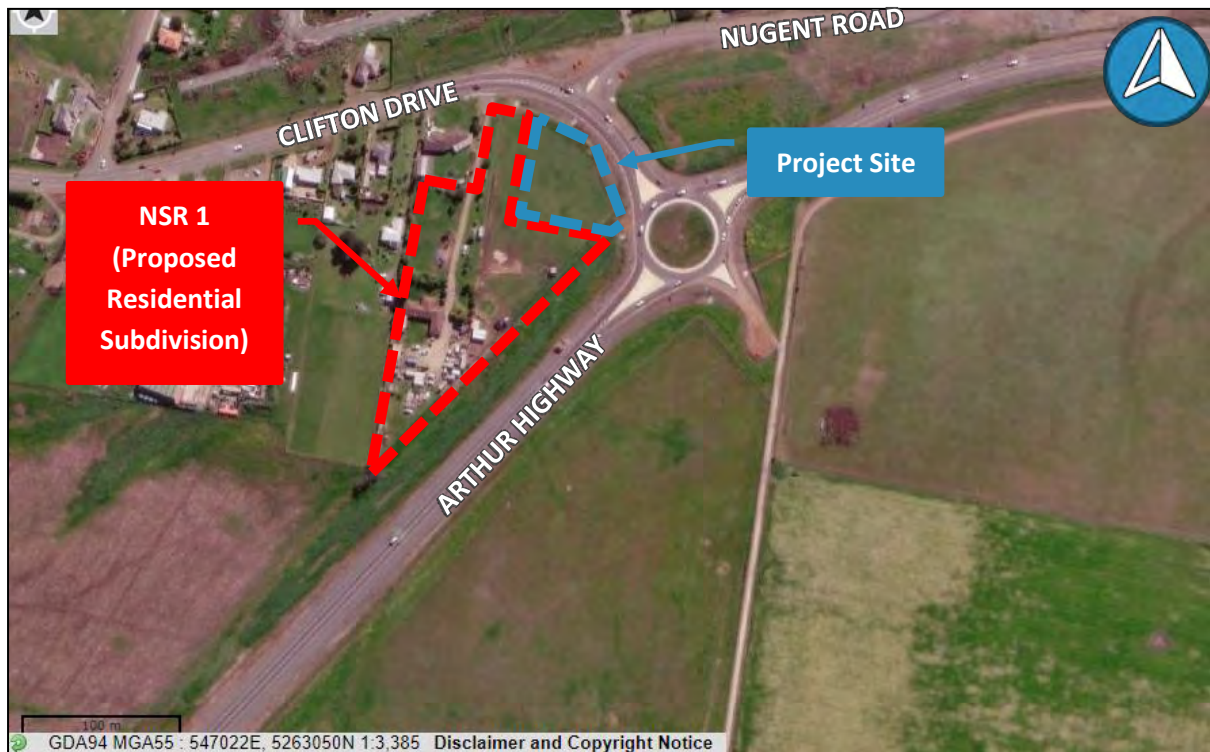 NUGENT ROAD
CLIFTON DRIVE
Project Site
NSR 1
(Proposed
Residential
Subdivision)
ARTHUR HIGHWAY
100 m
GDA94 MGA55 : 547022E, 5263050N 1:3,385 Disclaimer and Copyright Notice